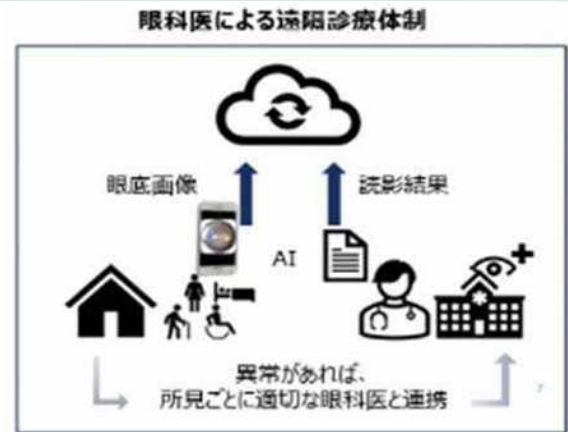 眼科医による遠隔診療体制
眼底画像
読影結果
AI
異常があれば、
所見ごとに適切な眼科医と連携
7